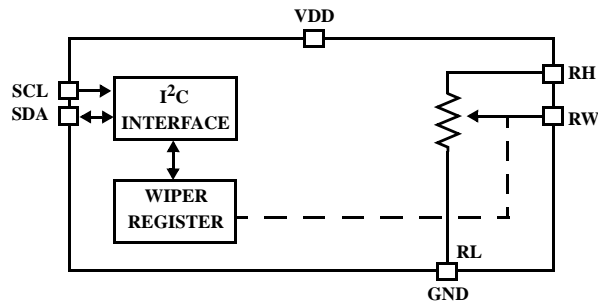 VDD
SCL
SDA
I²C
INTERFACE
WIPER
REGISTER
RH
RW
RL
GND